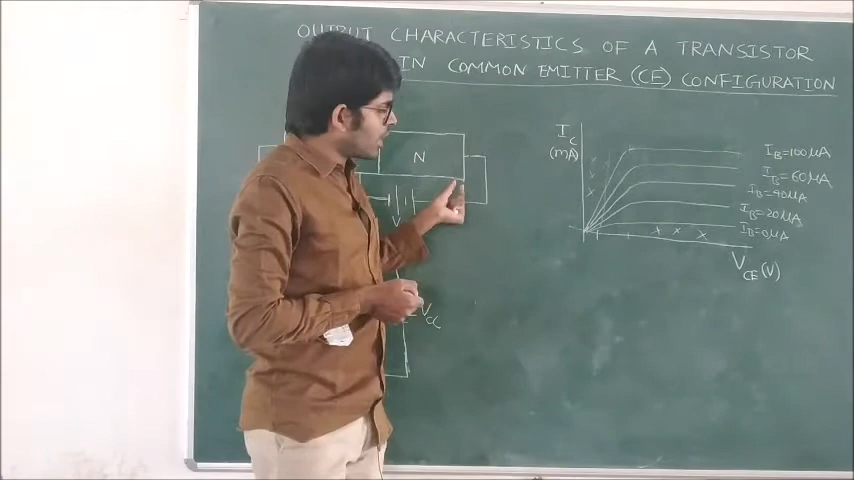 OUTPUT CHARACTERISTICS OF A TRANSISTOR
IN COMMON EMITTER (CE) CONFIGURATION
N
V
VCC
IC
(mA)
IB=100μA
IB=60μA
IB=40μA
IB=20μA
IB=0μA
VCE(V)